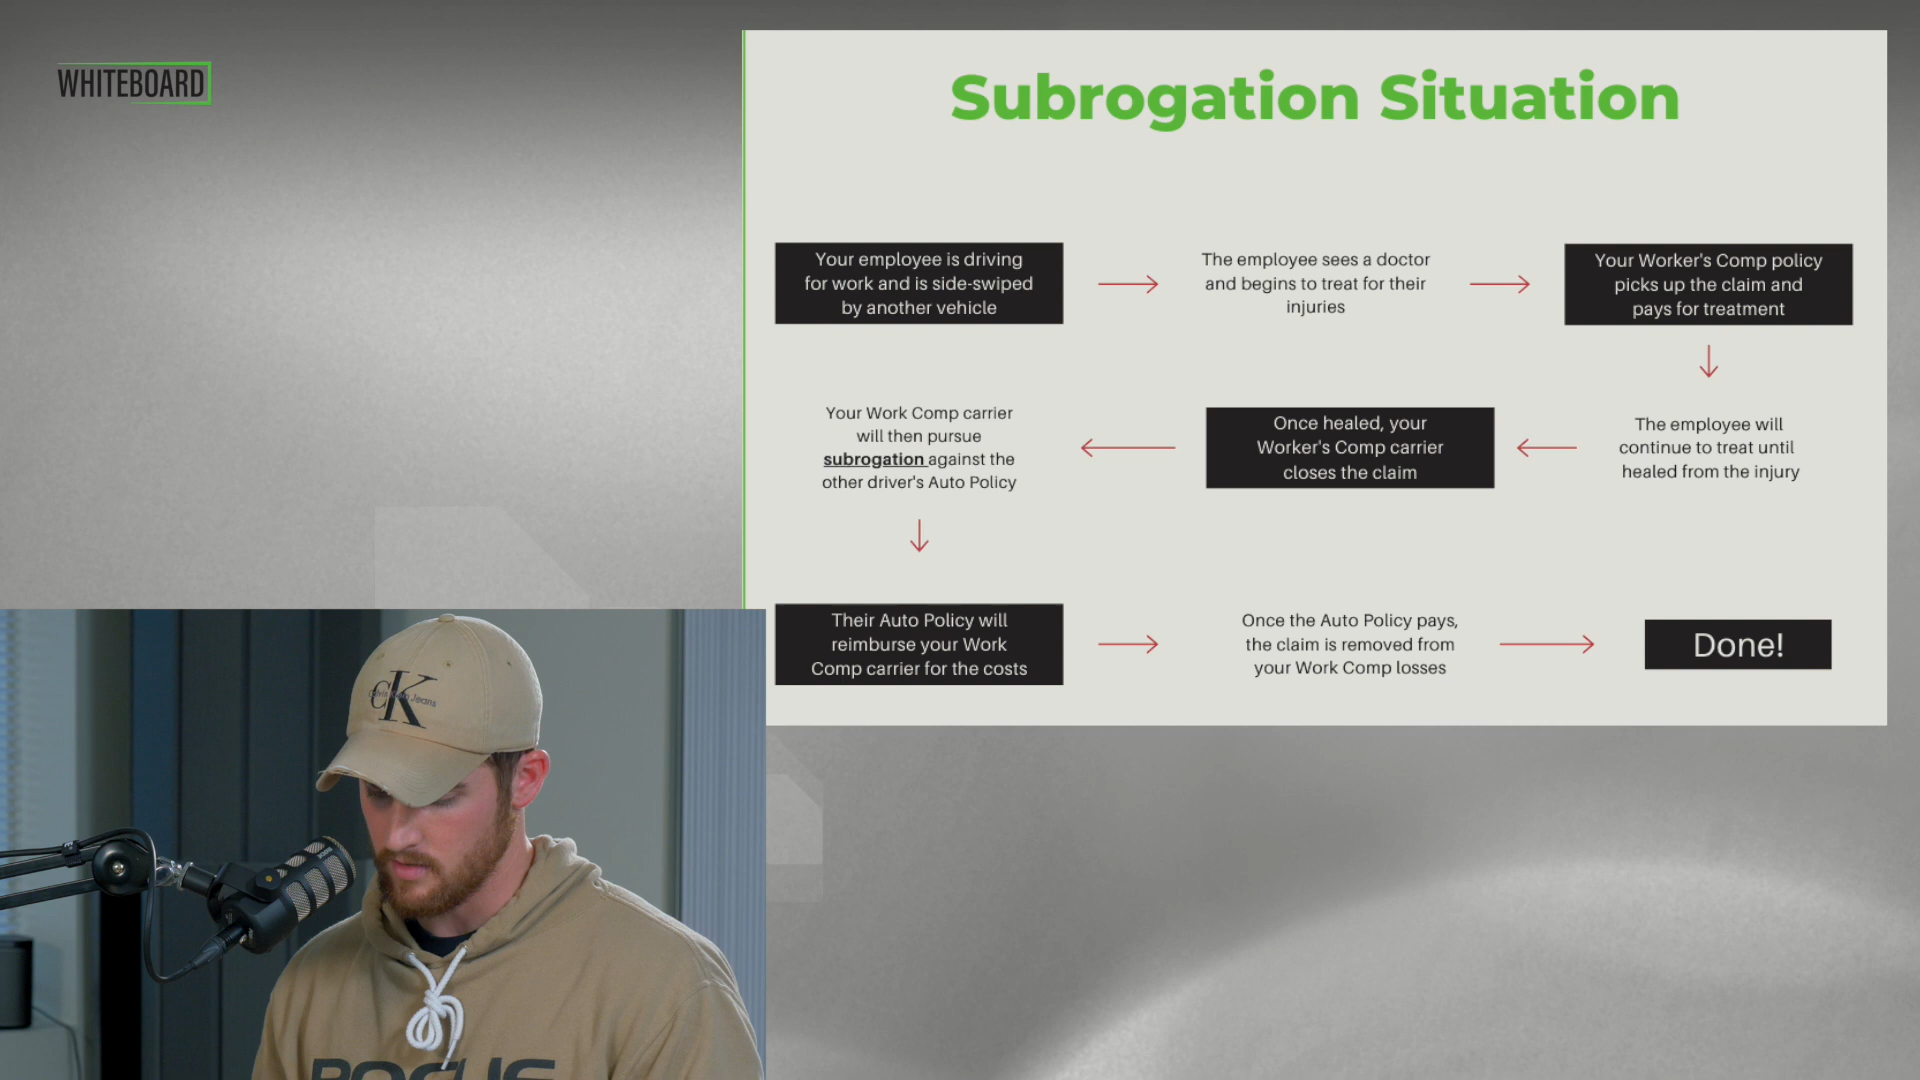 WHITEBOARD
Subrogation Situation
Your employee is driving
for work and is side-swiped
by another vehicle
The employee sees a doctor
and begins to treat for their
injuries
Your Worker's Comp policy
picks up the claim and
pays for treatment
The employee will
continue to treat until
healed from the injury
Once healed, your
Worker's Comp carrier
closes the claim
Your Work Comp carrier
will then pursue
subrogation against the
other driver's Auto Policy
Their Auto Policy will
reimburse your Work
Comp carrier for the costs
Once the Auto Policy pays,
the claim is removed from
your Work Comp losses
Done!
CK
Calvin Klein Jeans
ROGUE